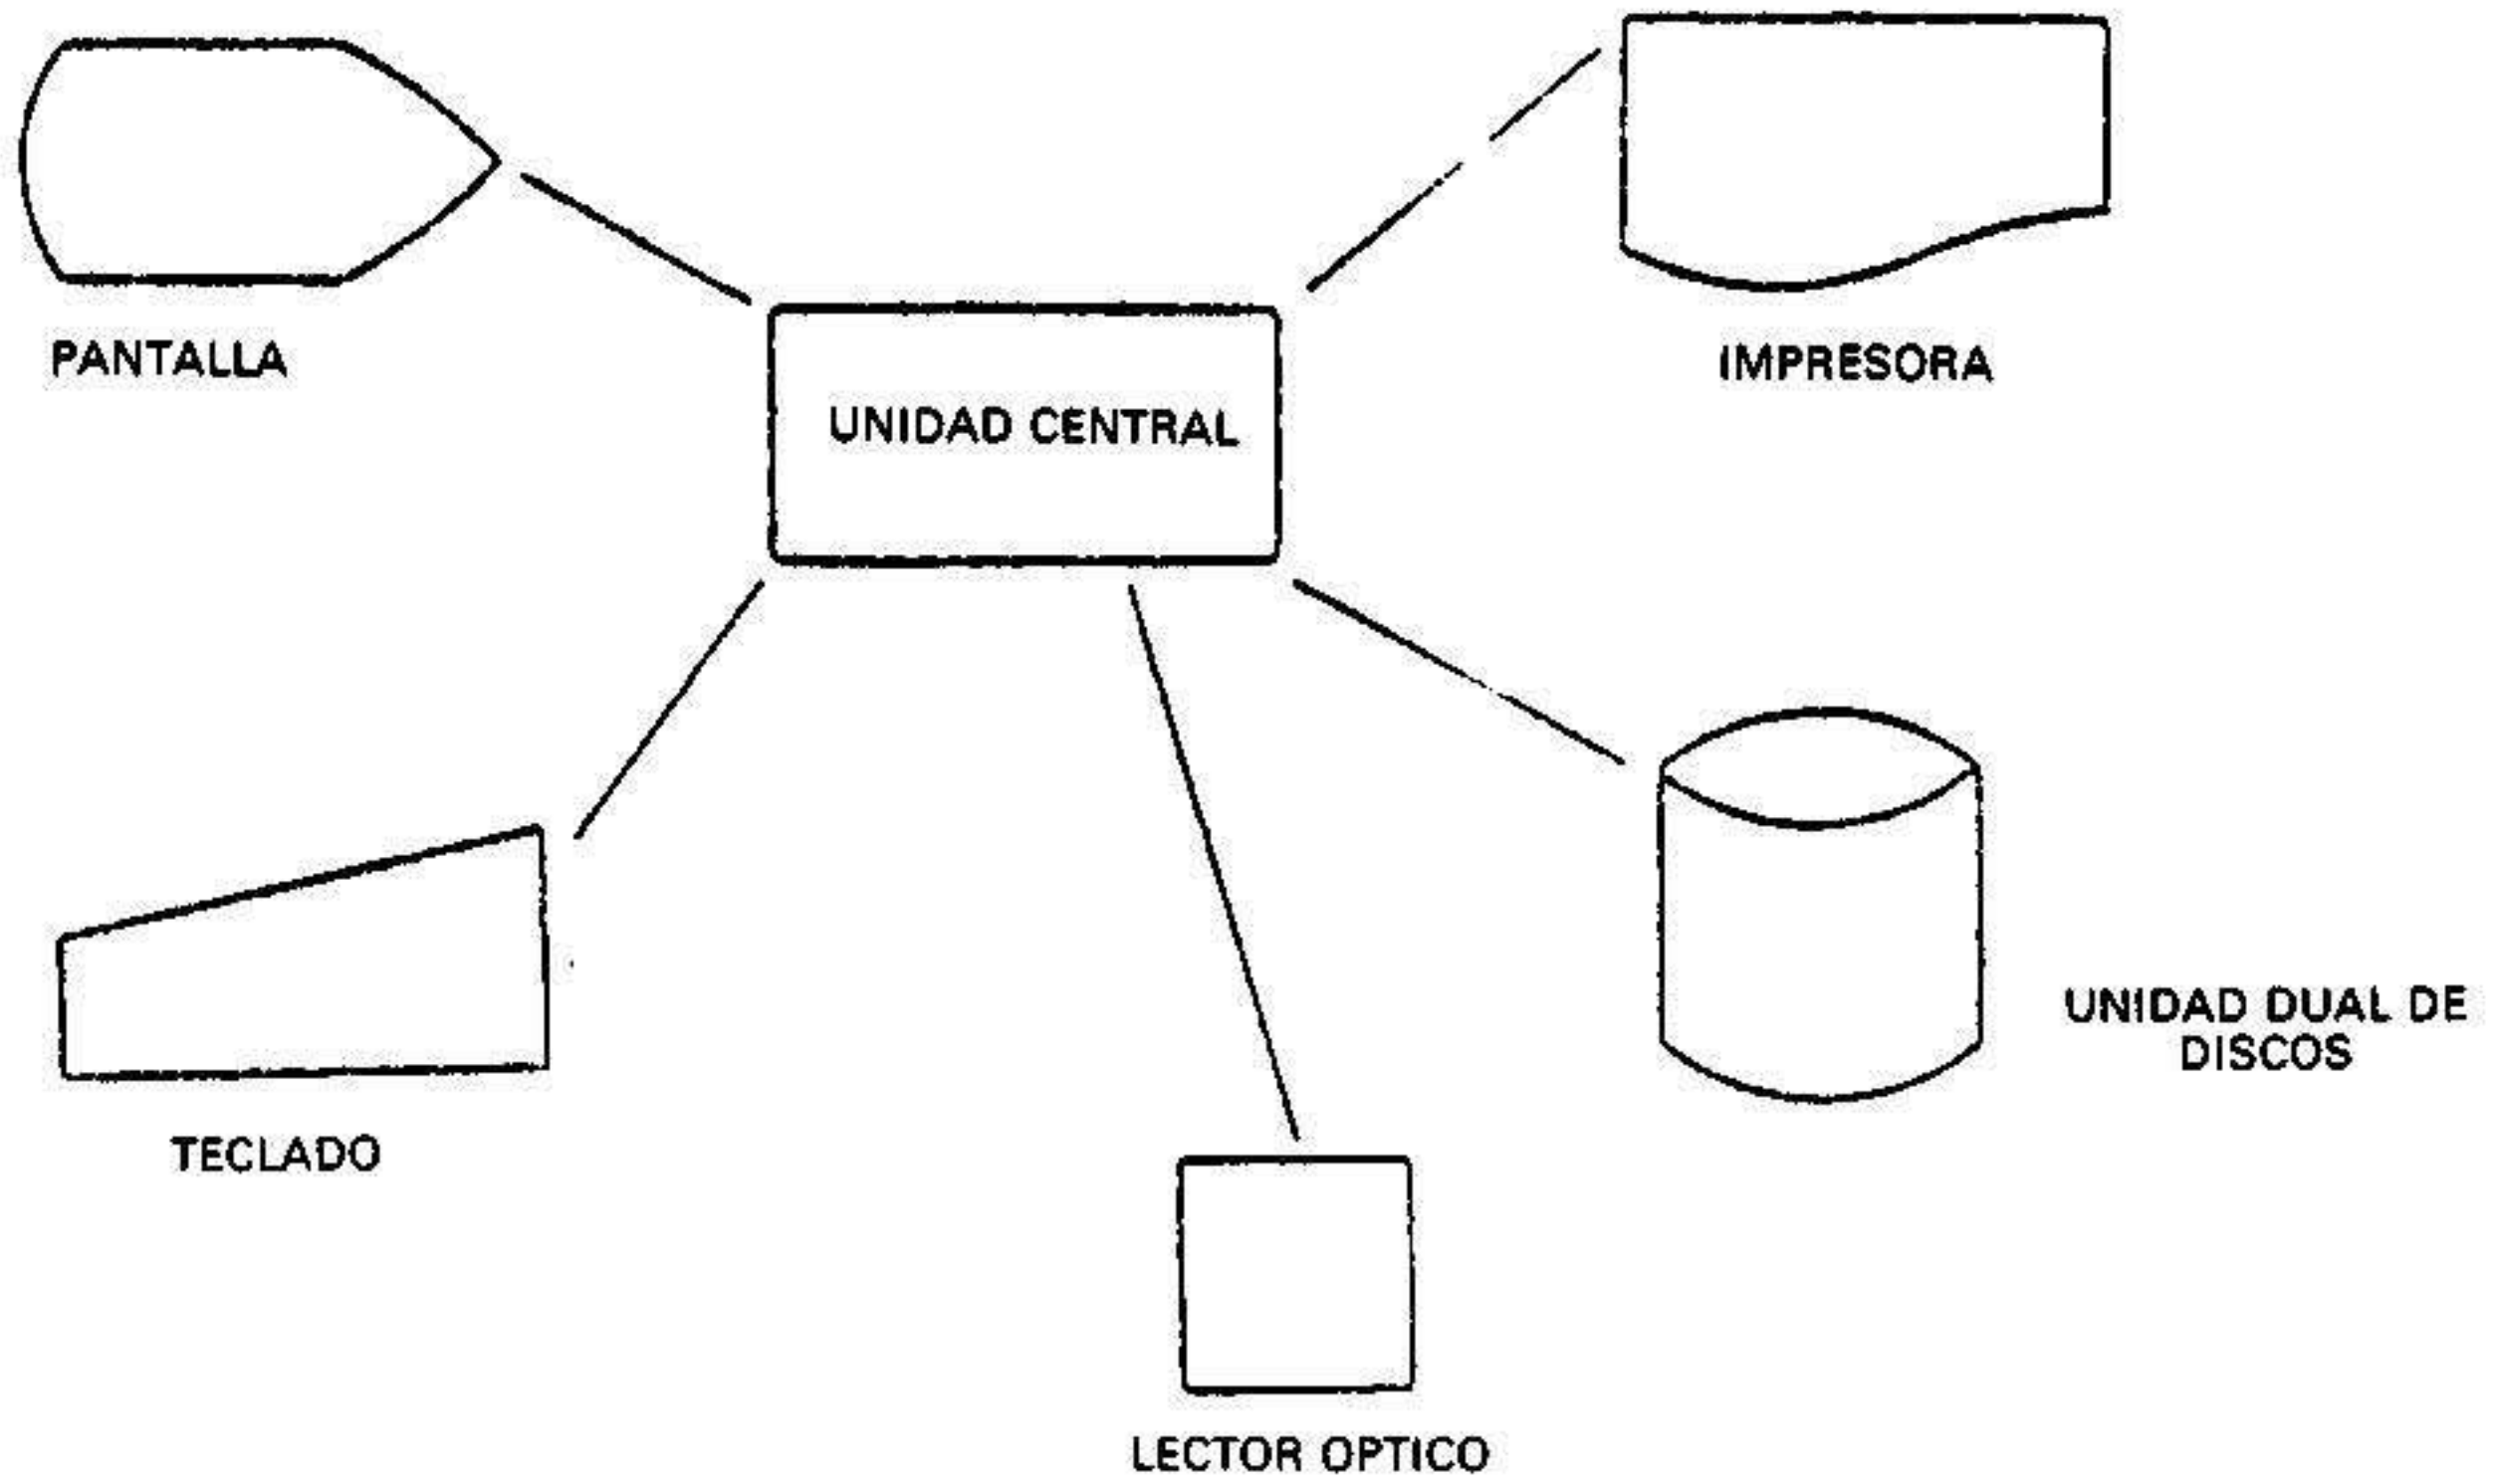 PANTALLA
IMPRESORA
UNIDAD CENTRAL
UNIDAD DUAL DE
DISCOS
TECLADO
LECTOR OPTICO